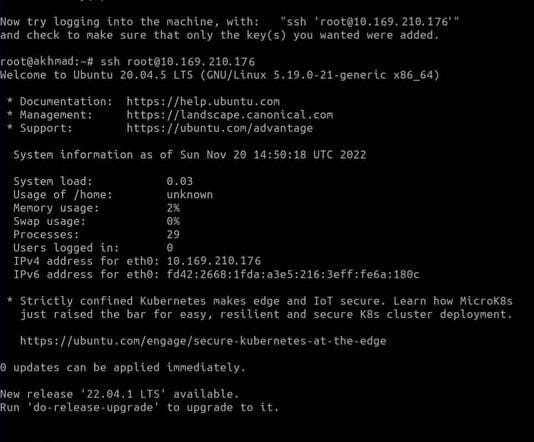 Now try logging into the machine, with:   "ssh 'root@10.169.210.176'"
and check to make sure that only the key(s) you wanted were added.
root@akhmad:~# ssh root@10.169.210.176
Welcome to Ubuntu 20.04.5 LTS (GNU/Linux 5.19.0-21-generic x86_64)
* Documentation:  https://help.ubuntu.com
* Management:     https://landscape.canonical.com
* Support:        https://ubuntu.com/advantage
System information as of Sun Nov 20 14:50:18 UTC 2022
System load:           0.03
Usage of /home:        unknown
Memory usage:          2%
Swap usage:            0%
Processes:             29
Users logged in:       0
IPv4 address for eth0: 10.169.210.176
IPv6 address for eth0: fd42:2668:1fda:a3e5:216:3eff:fe6a:180c
* Strictly confined Kubernetes makes edge and IoT secure. Learn how MicroK8s
just raised the bar for easy, resilient and secure K8s cluster deployment.
https://ubuntu.com/engage/secure-kubernetes-at-the-edge
0 updates can be applied immediately.
New release '22.04.1 LTS' available.
Run 'do-release-upgrade' to upgrade to it.